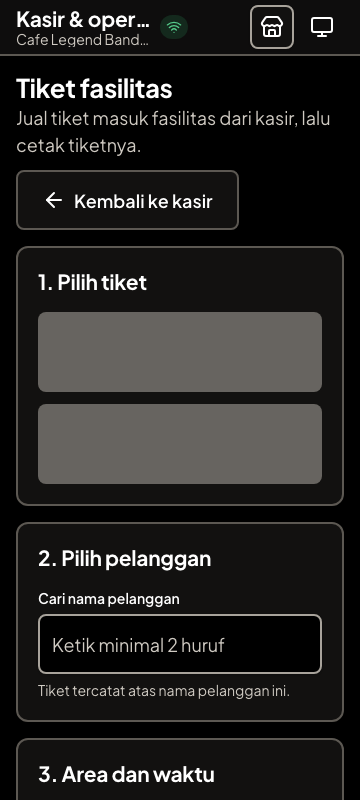 Kasir & oper...
Cafe Legend Band...
Tiket fasilitas
Jual tiket masuk fasilitas dari kasir, lalu
cetak tiketnya.
Kembali ke kasir
1. Pilih tiket
2. Pilih pelanggan
Cari nama pelanggan
Ketik minimal 2 huruf
Tiket tercatat atas nama pelanggan ini.
3. Area dan waktu